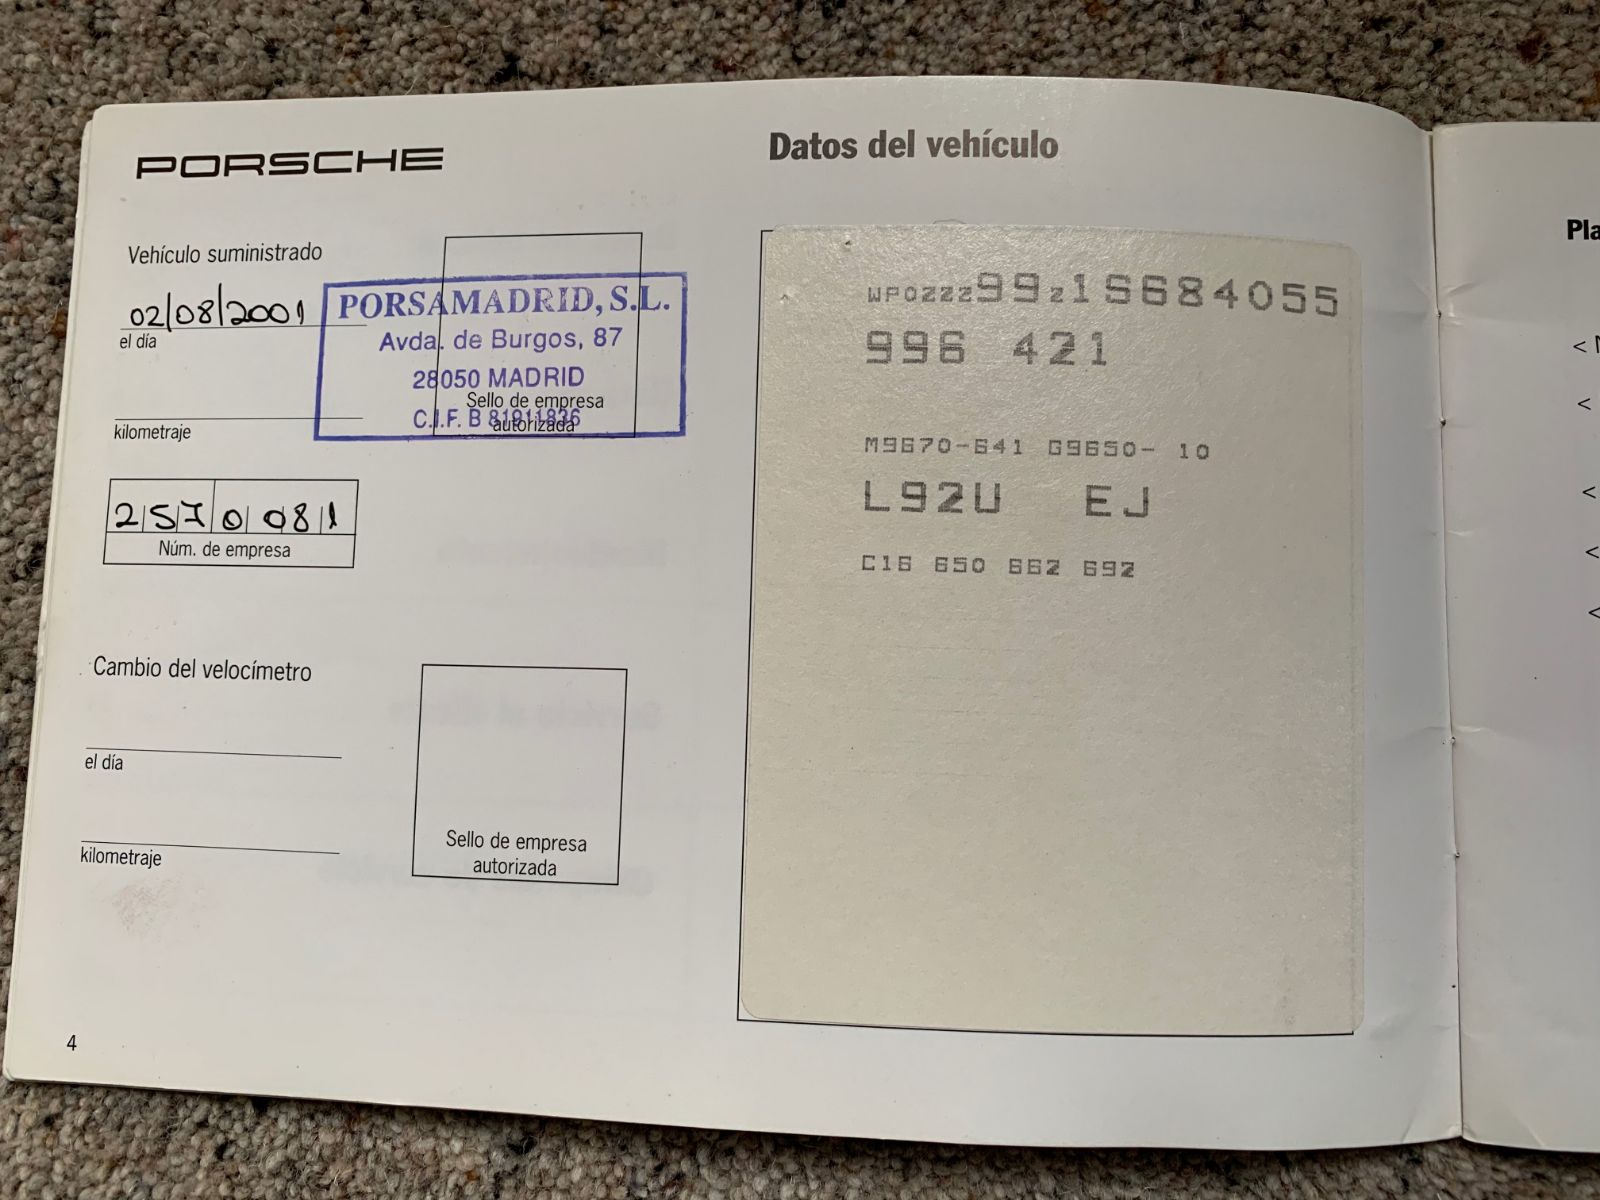 PORSCHE
Vehículo suministrado
02/08/2001
el día
PORSAMADRID, S.L.
Avda. de Burgos, 87
28050 MADRID
Sello de empresa
C.I.F. B 81911836
autorizada
kilometraje
2570081
Núm. de empresa
Cambio del velocímetro
el día
kilometraje
Sello de empresa
autorizada
4
Datos del vehículo
WP0ZZZ99Z1S684055
996 421
M9670-641 G9650- 10
L92U EJ
C16 650 662 692
<
<
<
<
<